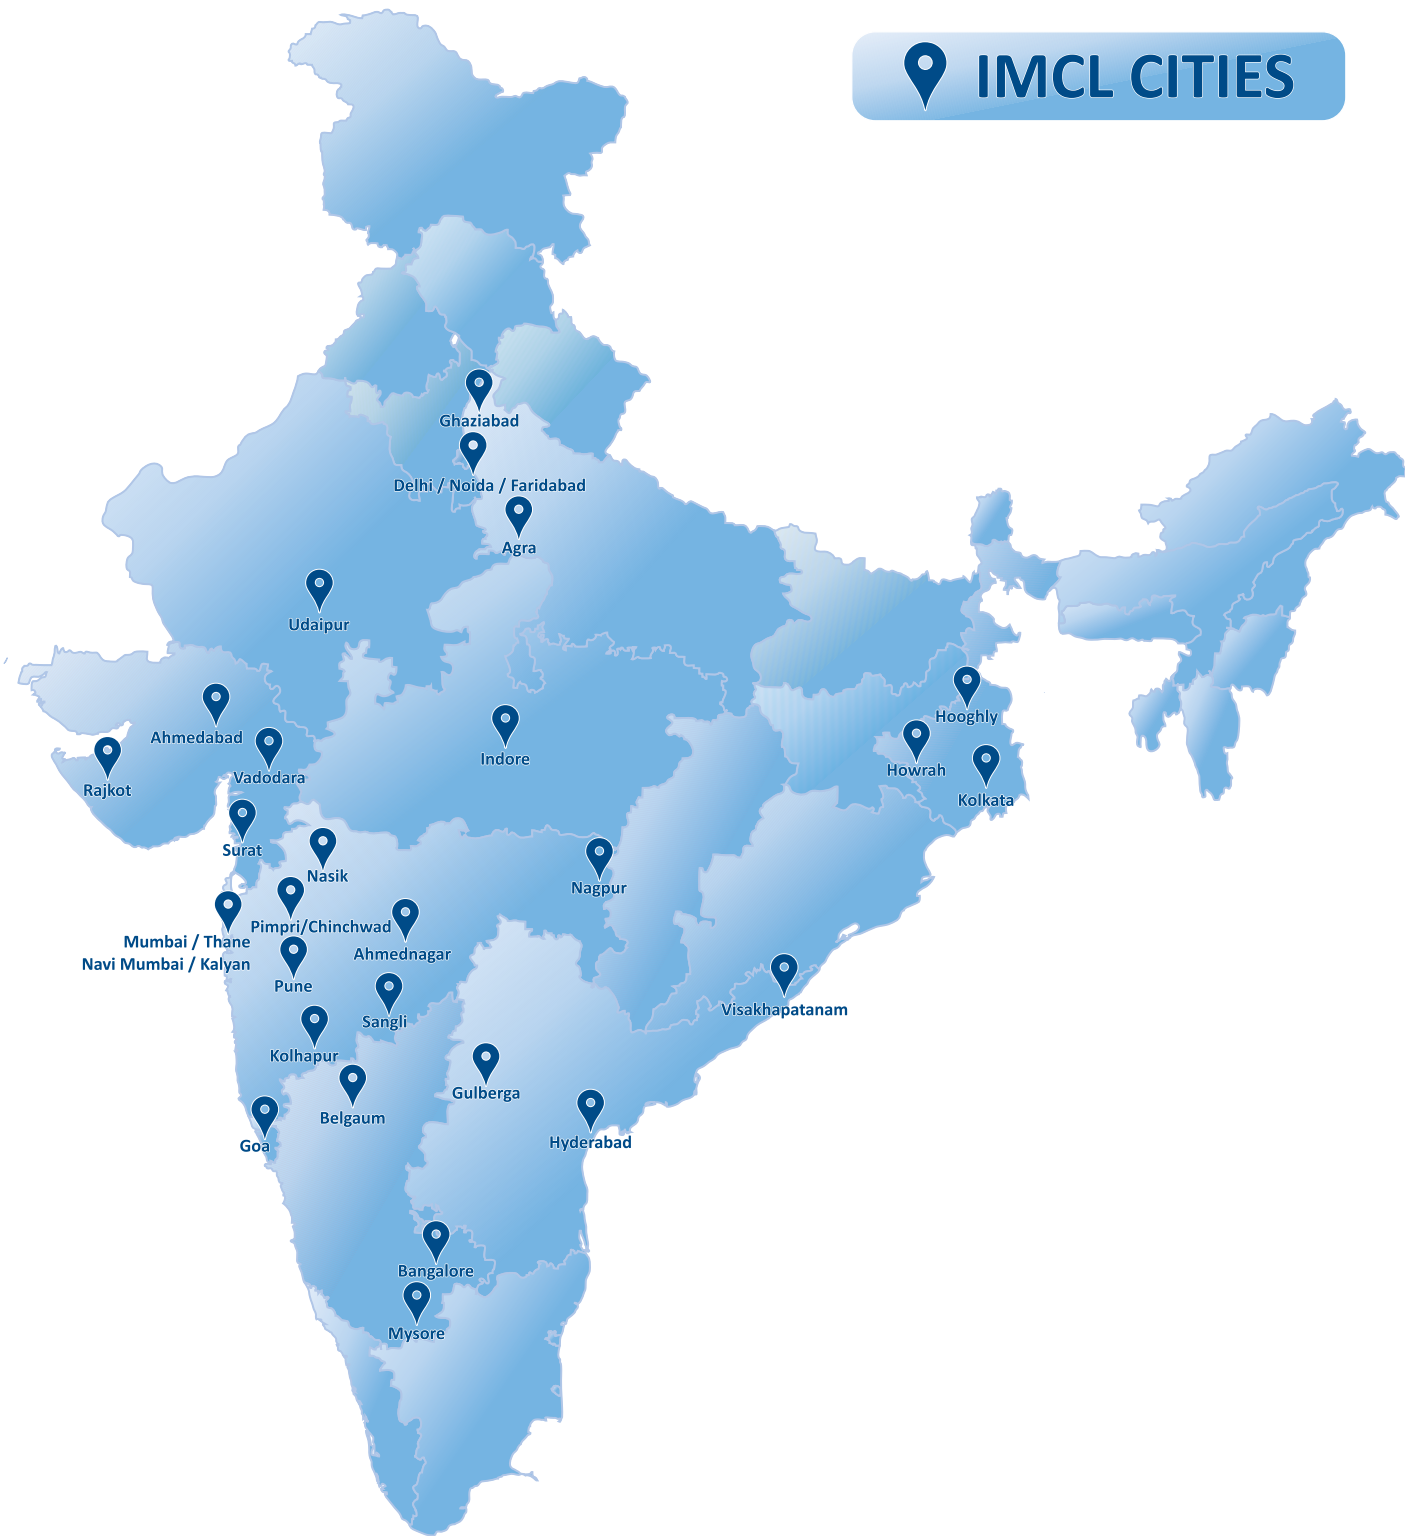 IMCL CITIES
Ghaziabad
Delhi / Noida / Faridabad
Agra
Udaipur
Ahmedabad
Vadodara
Rajkot
Surat
Indore
Hooghly
Howrah
Kolkata
Nasik
Nagpur
Pimpri/Chinchwad
Mumbai / Thane
Navi Mumbai / Kalyan
Ahmednagar
Pune
Sangli
Visakhapatanam
Kolhapur
Gulberga
Belgaum
Goa
Hyderabad
Bangalore
Mysore